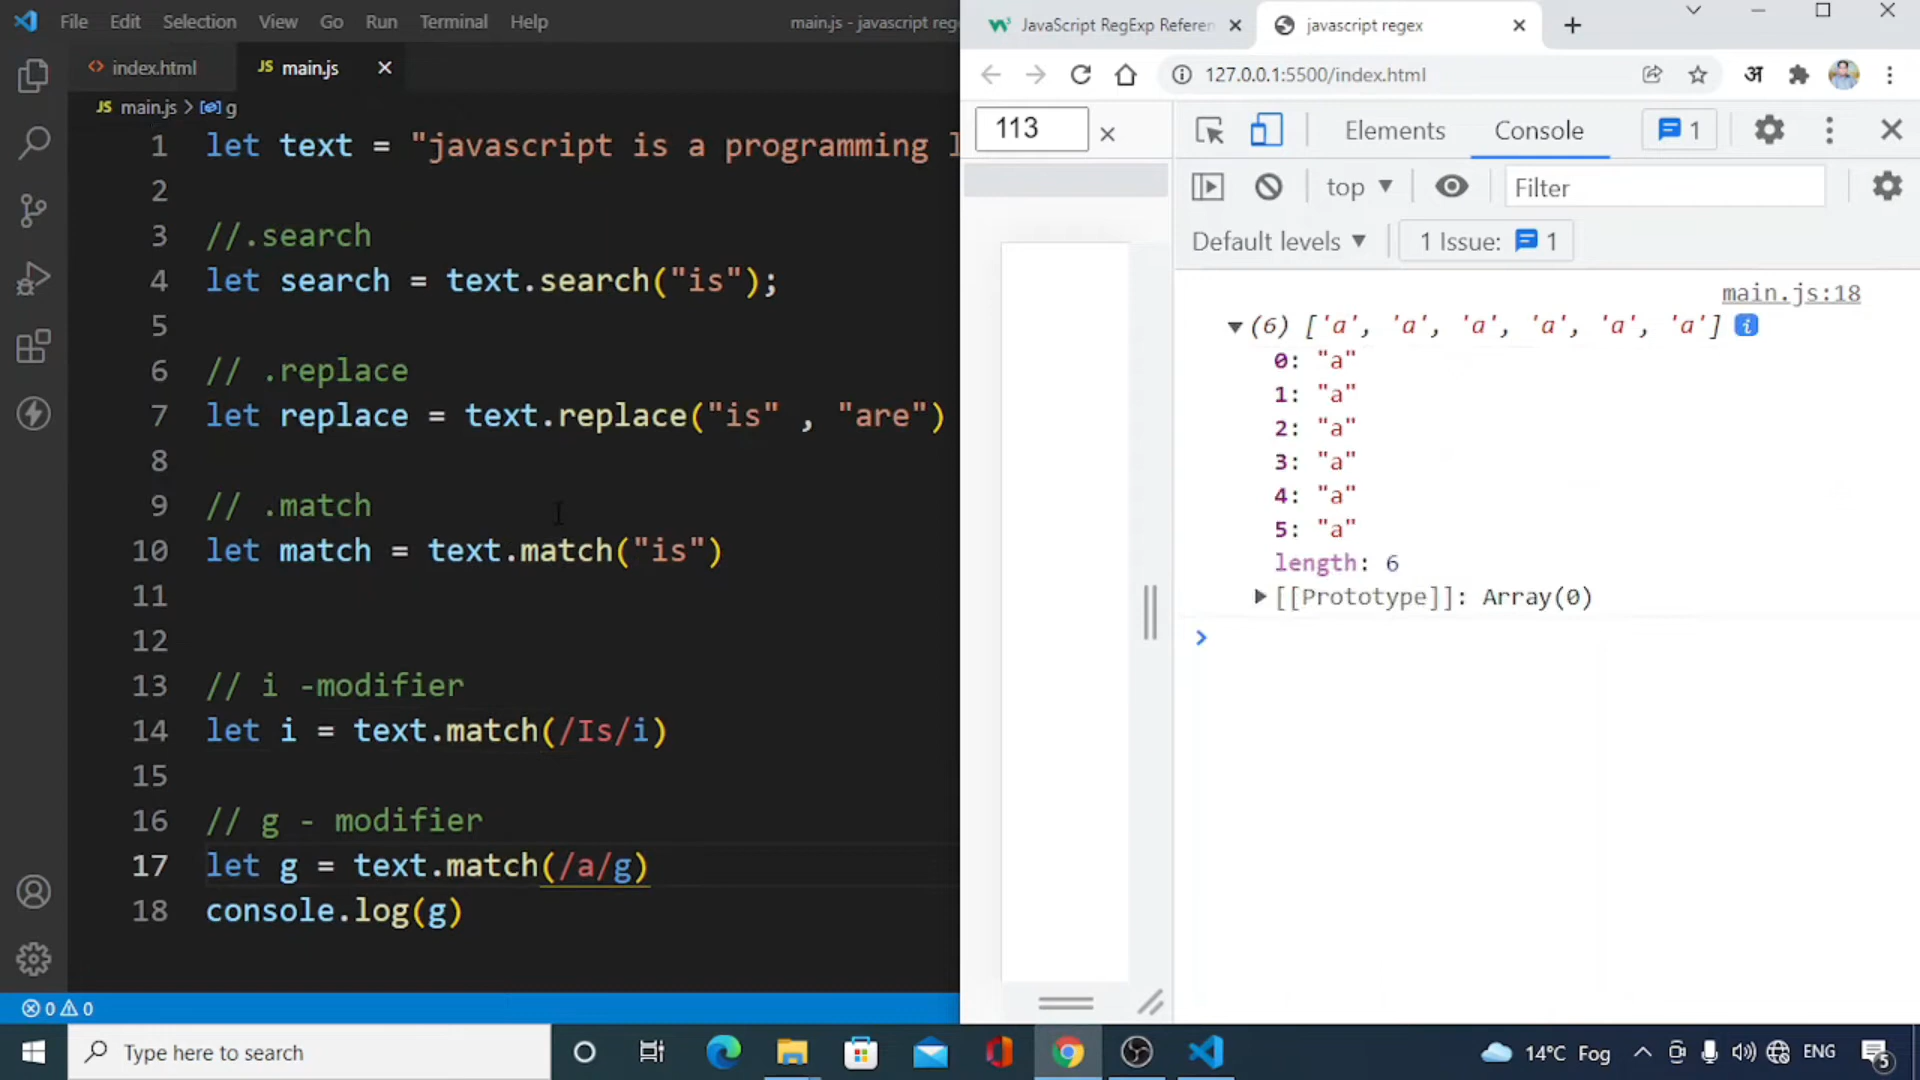 File Edit Selection View Go Run Terminal Help main.js - javascript reg
index.html
JS main.js
JS main.js > g
1 let text = "javascript is a programming l
2
3 //.search
4 let search = text.search("is");
5
6 // .replace
7 let replace = text.replace("is" , "are")
8
9 // .match
10 let match = text.match("is")
11
12
13 // i -modifier
14 let i = text.match(/Is/i)
15
16 // g - modifier
17 let g = text.match(/a/g)
18 console.log(g)
0 0
JavaScript RegExp Referen
javascript regex
127.0.0.1:5500/index.html
अ
113 ×
Elements Console 1
top ▼ Filter
Default levels ▼ 1 Issue: 1
main.js:18
(6) ['a', 'a', 'a', 'a', 'a', 'a'] i
0: "a"
1: "a"
2: "a"
3: "a"
4: "a"
5: "a"
length: 6
[[Prototype]]: Array(0)
>
Type here to search
14°C Fog
ENG
5